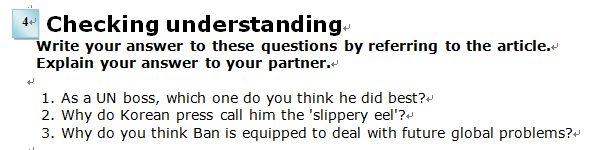 4 Checking understanding
Write your answer to these questions by referring to the article.
Explain your answer to your partner.
1. As a UN boss, which one do you think he did best?
2. Why do Korean press call him the 'slippery eel'?
3. Why do you think Ban is equipped to deal with future global problems?